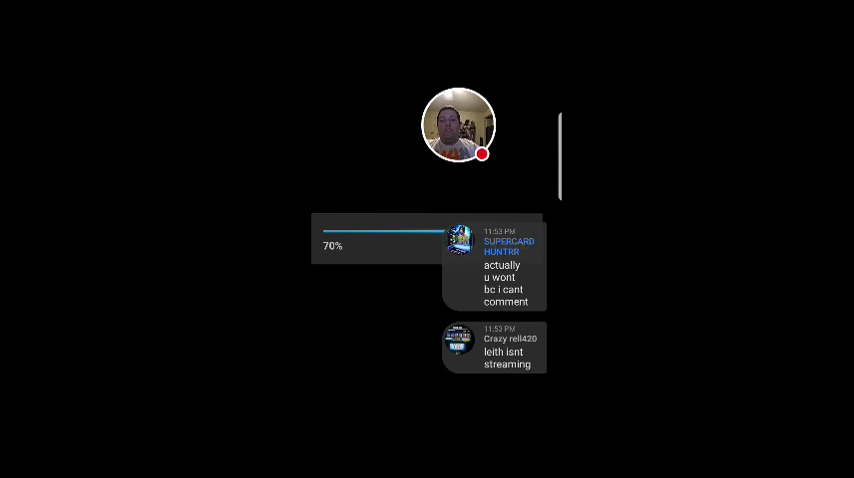 70%
11:53 PM
SUPERCARD
HUNTRR
actually
u wont
bc i cant
comment
11:53 PM
Crazy rell420
leith isnt
streaming